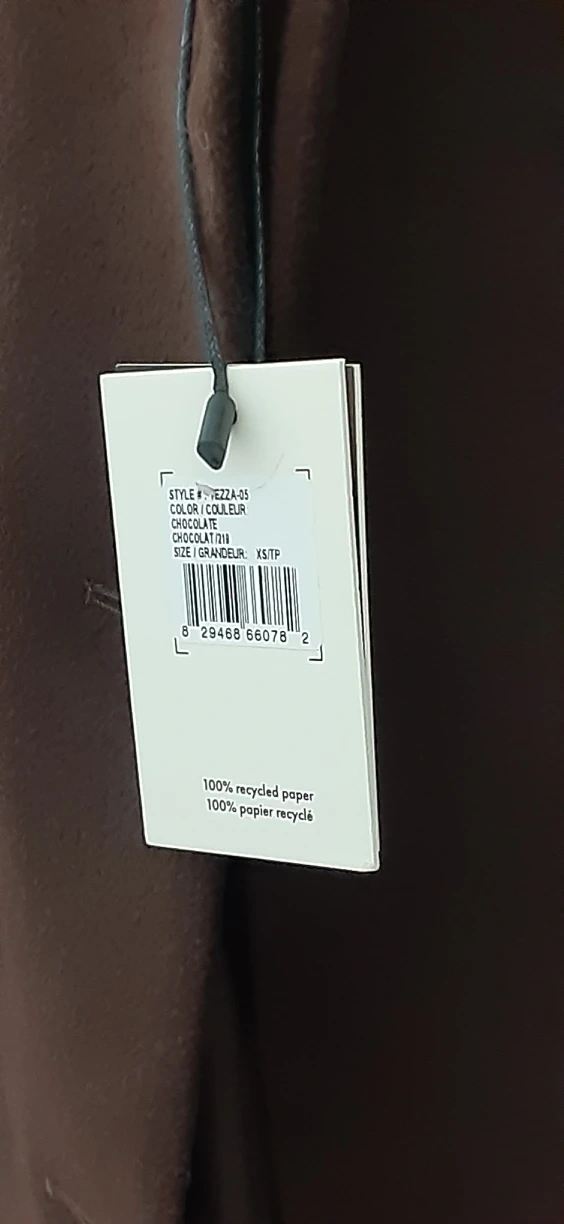 STYLE #
COLOR / COULEUR
CHOCOLATE
CHOCOLAT/218
SIZE / GRANDEUR: XS/TP
8 29468 66078 2
100% recycled paper
100% papier recyclé